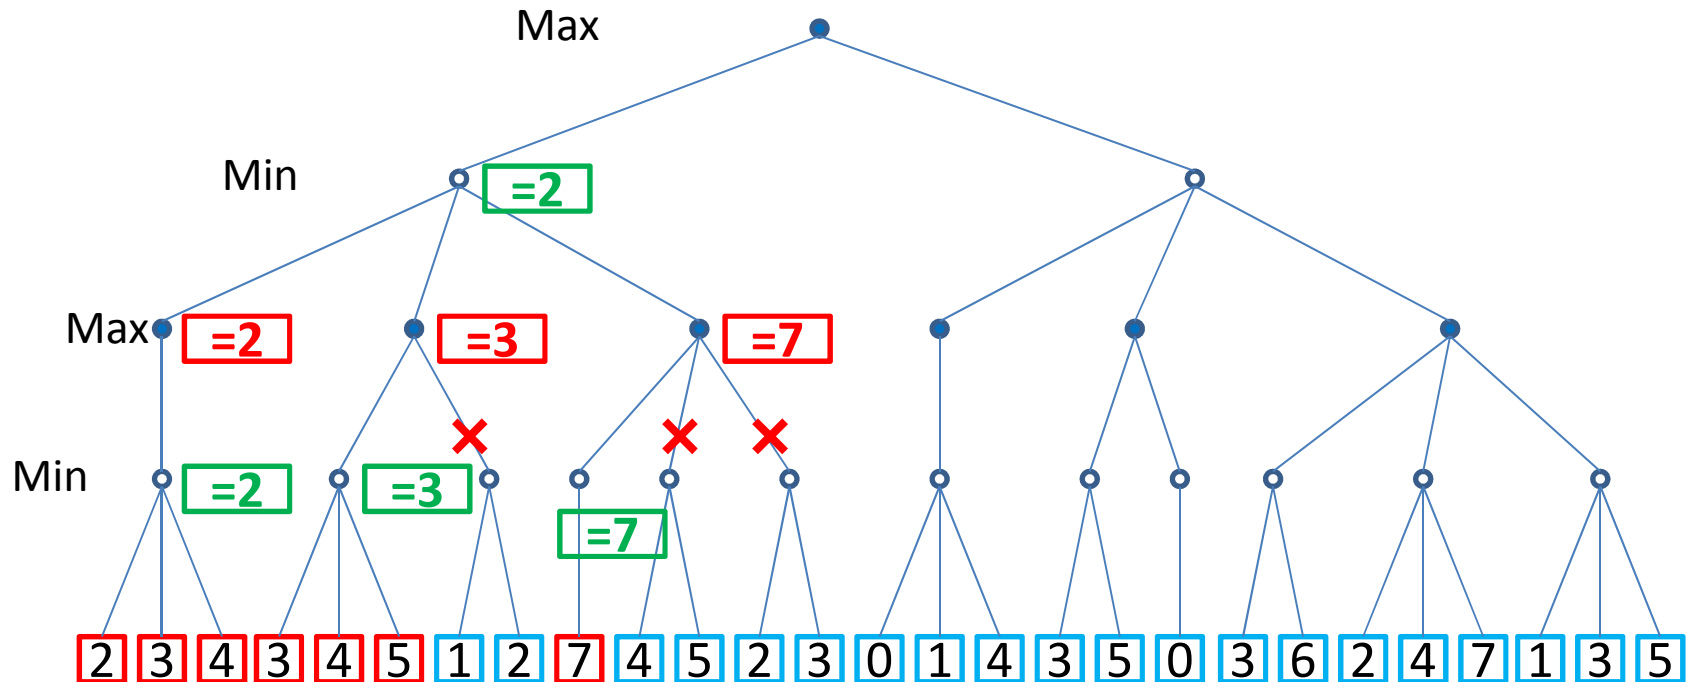 Max
Min =2
Max =2 =3 =7
Min =2 =3
=7
2 3 4 3 4 5 1 2 7 4 5 2 3 0 1 4 3 5 0 3 6 2 4 7 1 3 5